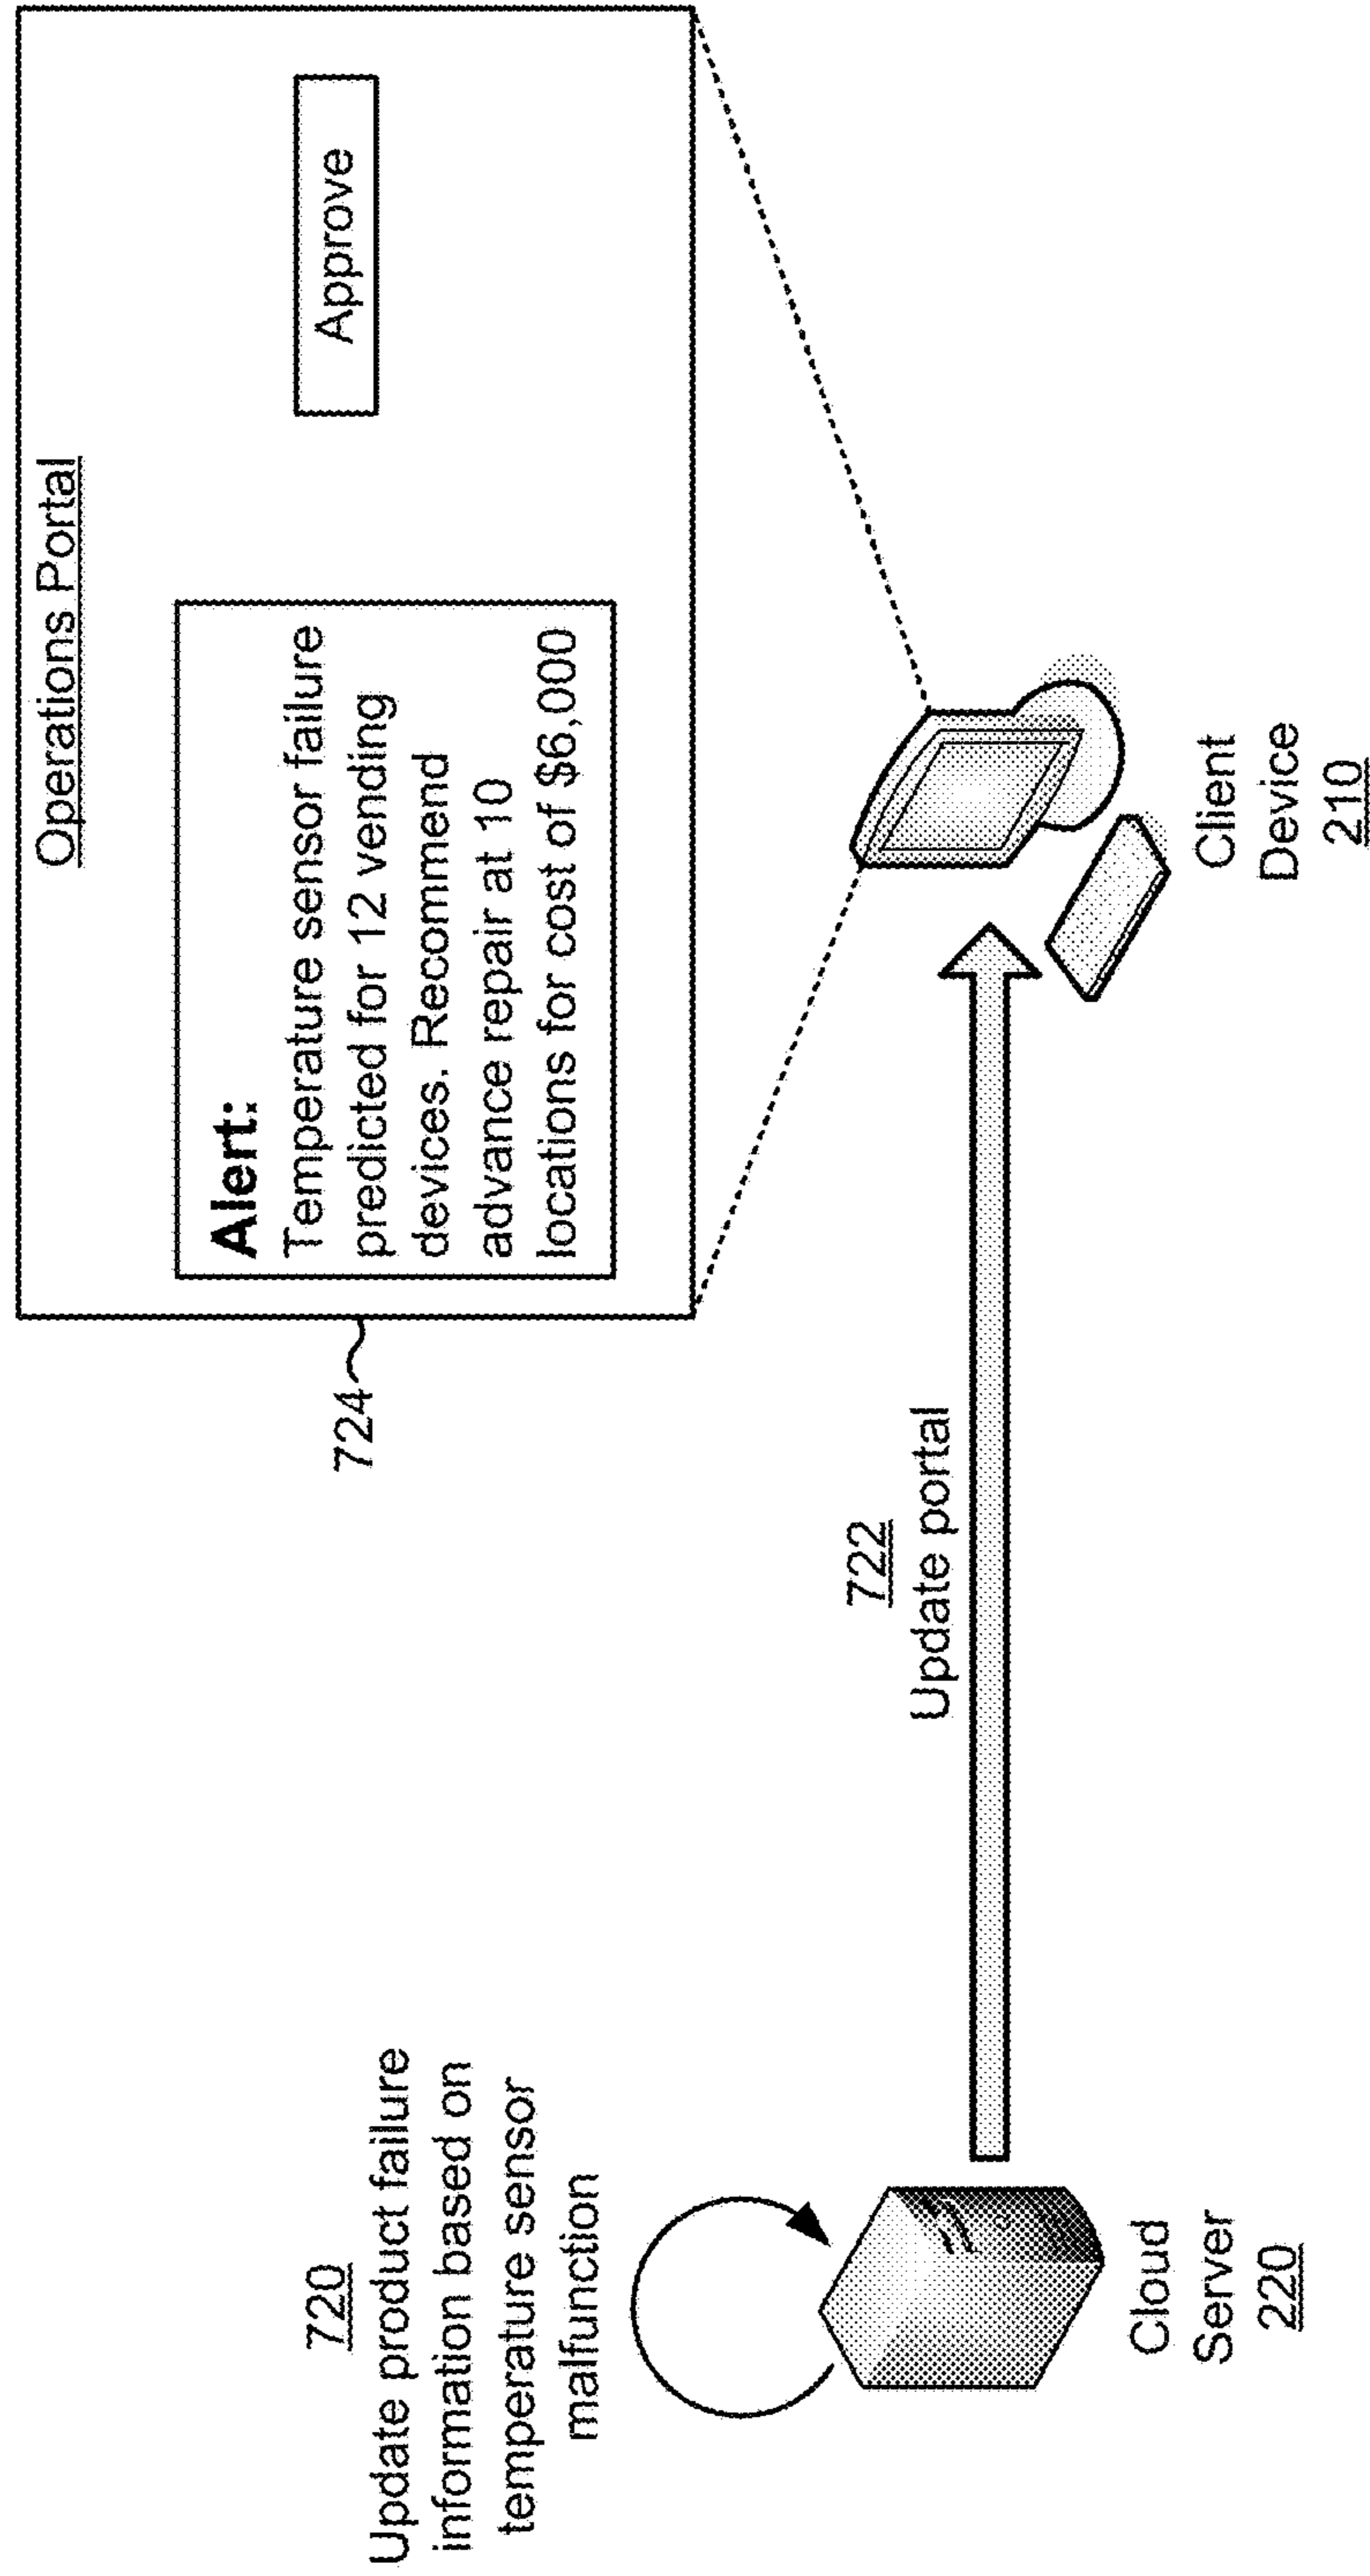 720
Update product failure
information based on
temperature sensor
malfunction
Cloud
Server
220
722
Update portal
724
Operations Portal
Alert:
Temperature sensor failure
predicted for 12 vending
devices. Recommend
advance repair at 10
locations for cost of $6,000
Approve
Client
Device
210